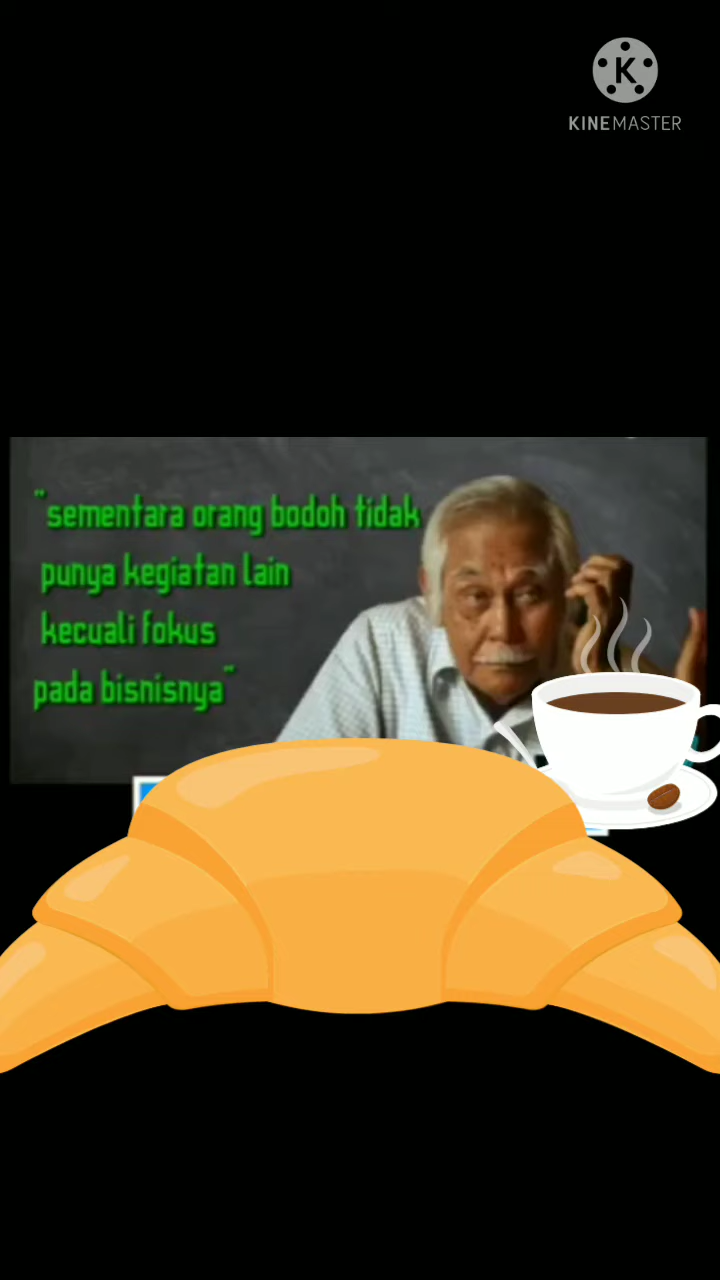 K
KINEMASTER
"sementara orang bodoh tidak
punya kegiatan lain
kecuali fokus
pada bisnisnya"